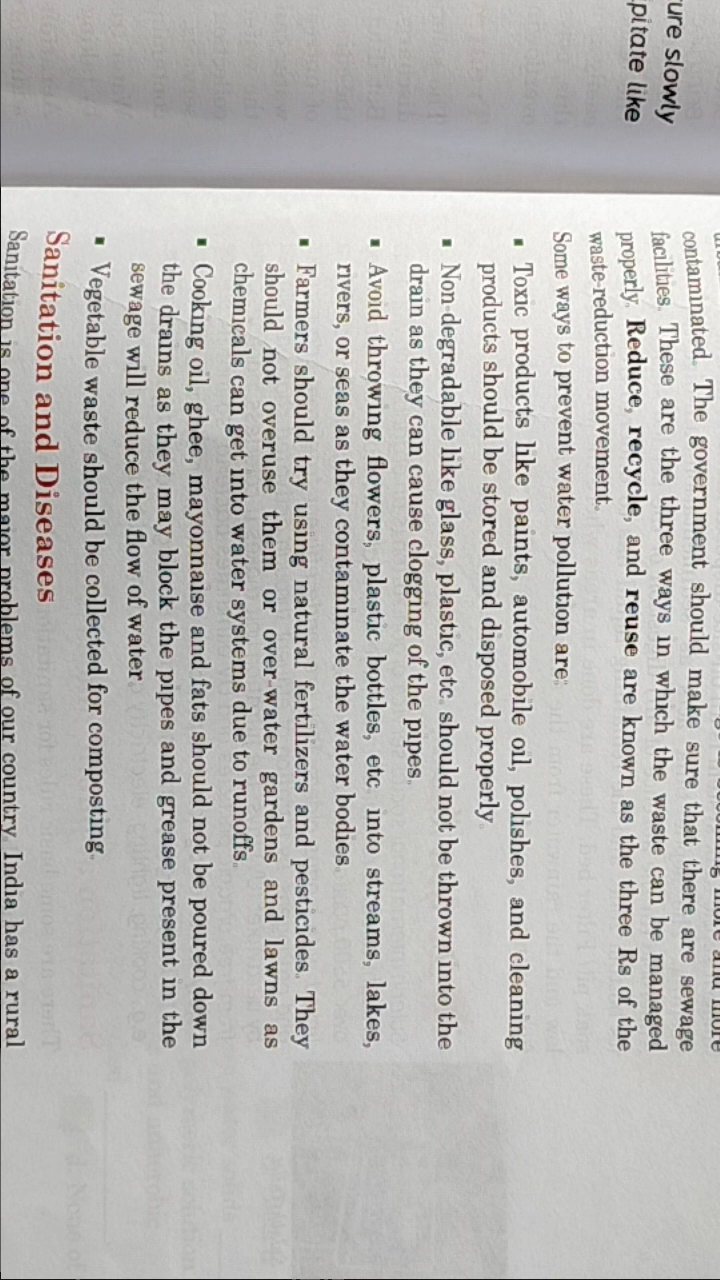 ure slowly
pitate like
more and more
contaminated. The government should make sure that there are sewage
facilities. These are the three ways in which the waste can be managed
properly. Reduce, recycle, and reuse are known as the three Rs of the
waste-reduction movement.
Some ways to prevent water pollution are:
▪ Toxic products like paints, automobile oil, polishes, and cleaning
products should be stored and disposed properly.
▪ Non-degradable like glass, plastic, etc. should not be thrown into the
drain as they can cause clogging of the pipes.
▪ Avoid throwing flowers, plastic bottles, etc. into streams, lakes,
rivers, or seas as they contaminate the water bodies.
▪ Farmers should try using natural fertilizers and pesticides. They
should not overuse them or over-water gardens and lawns as
chemicals can get into water systems due to runoffs.
▪ Cooking oil, ghee, mayonnaise and fats should not be poured down
the drains as they may block the pipes and grease present in the
sewage will reduce the flow of water.
▪ Vegetable waste should be collected for composting.
Sanitation and Diseases
Sanitation is one of the major problems of our country. India has a rural